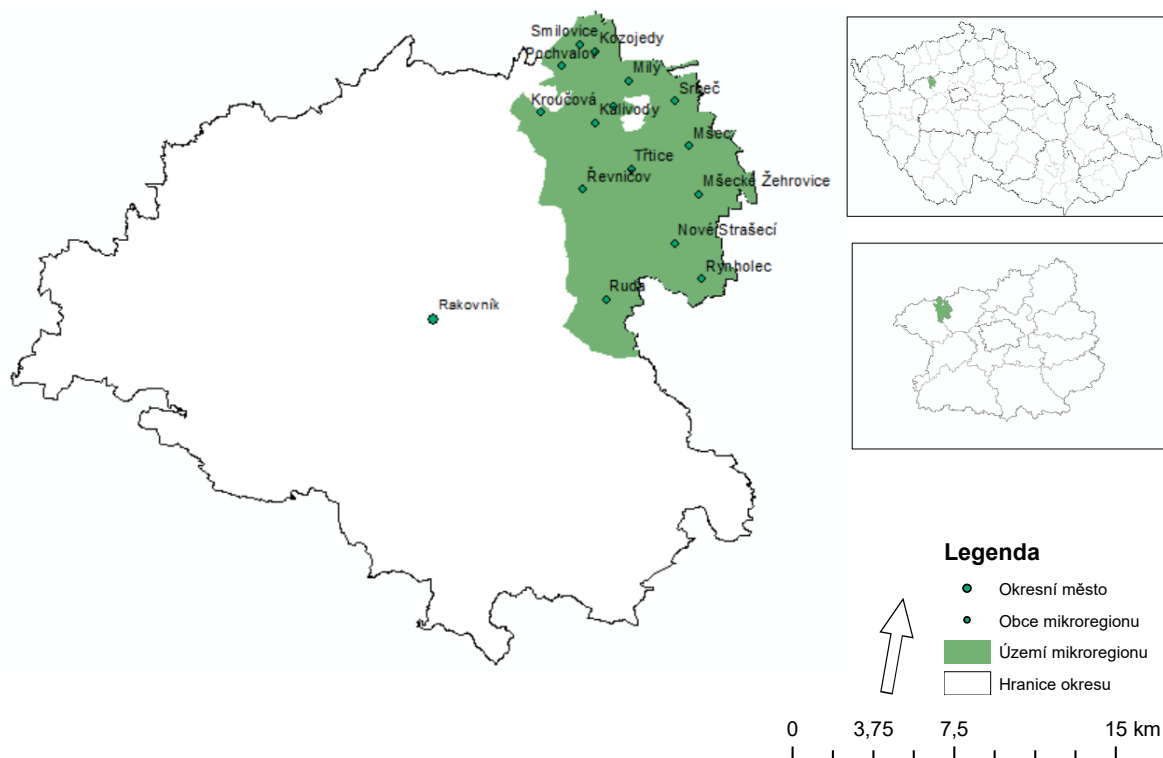 Smilovice
Kozojedy
Pochvalov
Milý
Srbeč
Kroučová
Kalivody
Mšec
Třtice
Řevničov
Mšecké Žehrovice
Nové Strašecí
Rynholec
Ruda
Rakovník
Legenda
Okresní město
Obce mikroregionu
Území mikroregionu
Hranice okresu
0 3,75 7,5 15 km